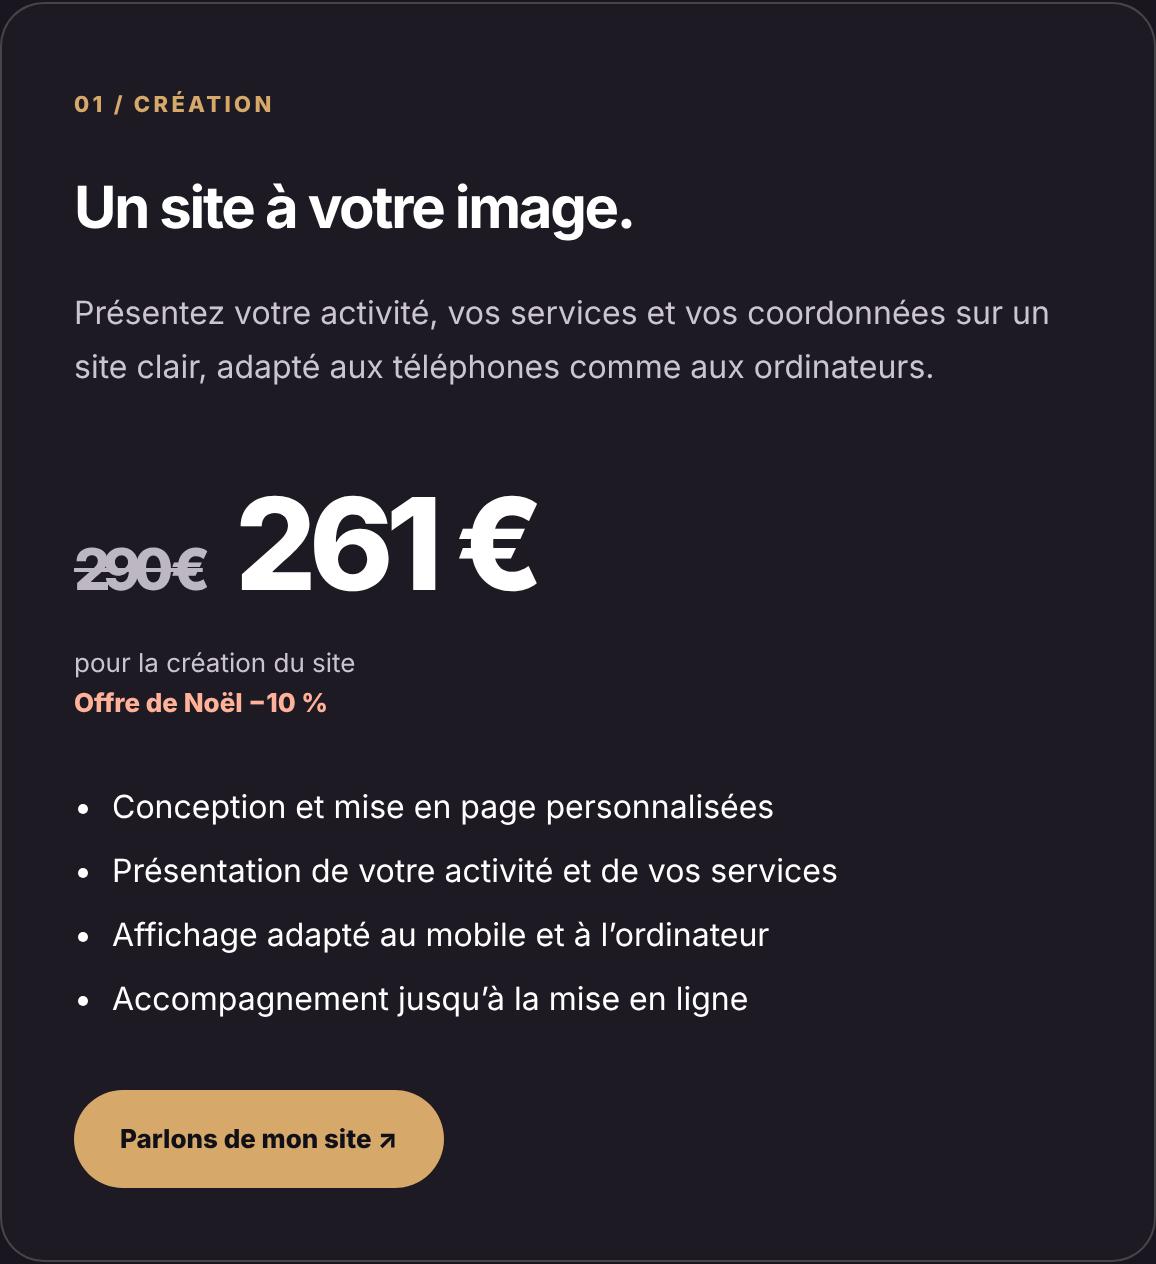 01 / CRÉATION
Un site à votre image.
Présentez votre activité, vos services et vos coordonnées sur un
site clair, adapté aux téléphones comme aux ordinateurs.
290€ 261 €
pour la création du site
Offre de Noël −10 %
• Conception et mise en page personnalisées
• Présentation de votre activité et de vos services
• Affichage adapté au mobile et à l’ordinateur
• Accompagnement jusqu’à la mise en ligne
Parlons de mon site ↗